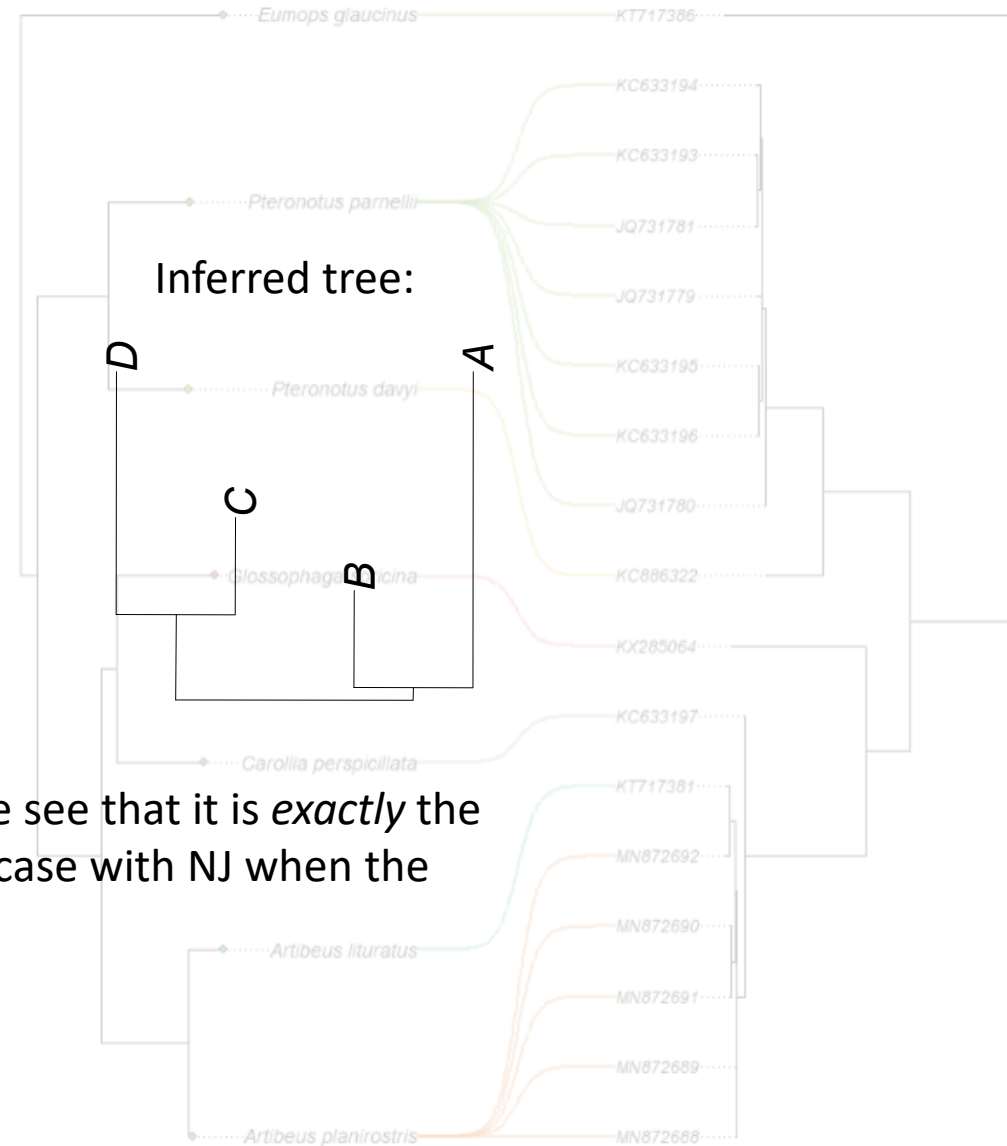 Eumops glaucinus KT717386
KC633194
KC633193
Pteronotus parnellii
JQ731781
Inferred tree:
JQ731779
D A
KC633195
Pteronotus davyi
KC633196
C
JQ731780
B
KC886322
KX285064
KC633197
Carollia perspicillata
KT717381
e see that it is exactly the
MN872692
case with NJ when the
MN872690
Artibeus lituratus
MN872691
MN872689
Artibeus planirostris MN872688